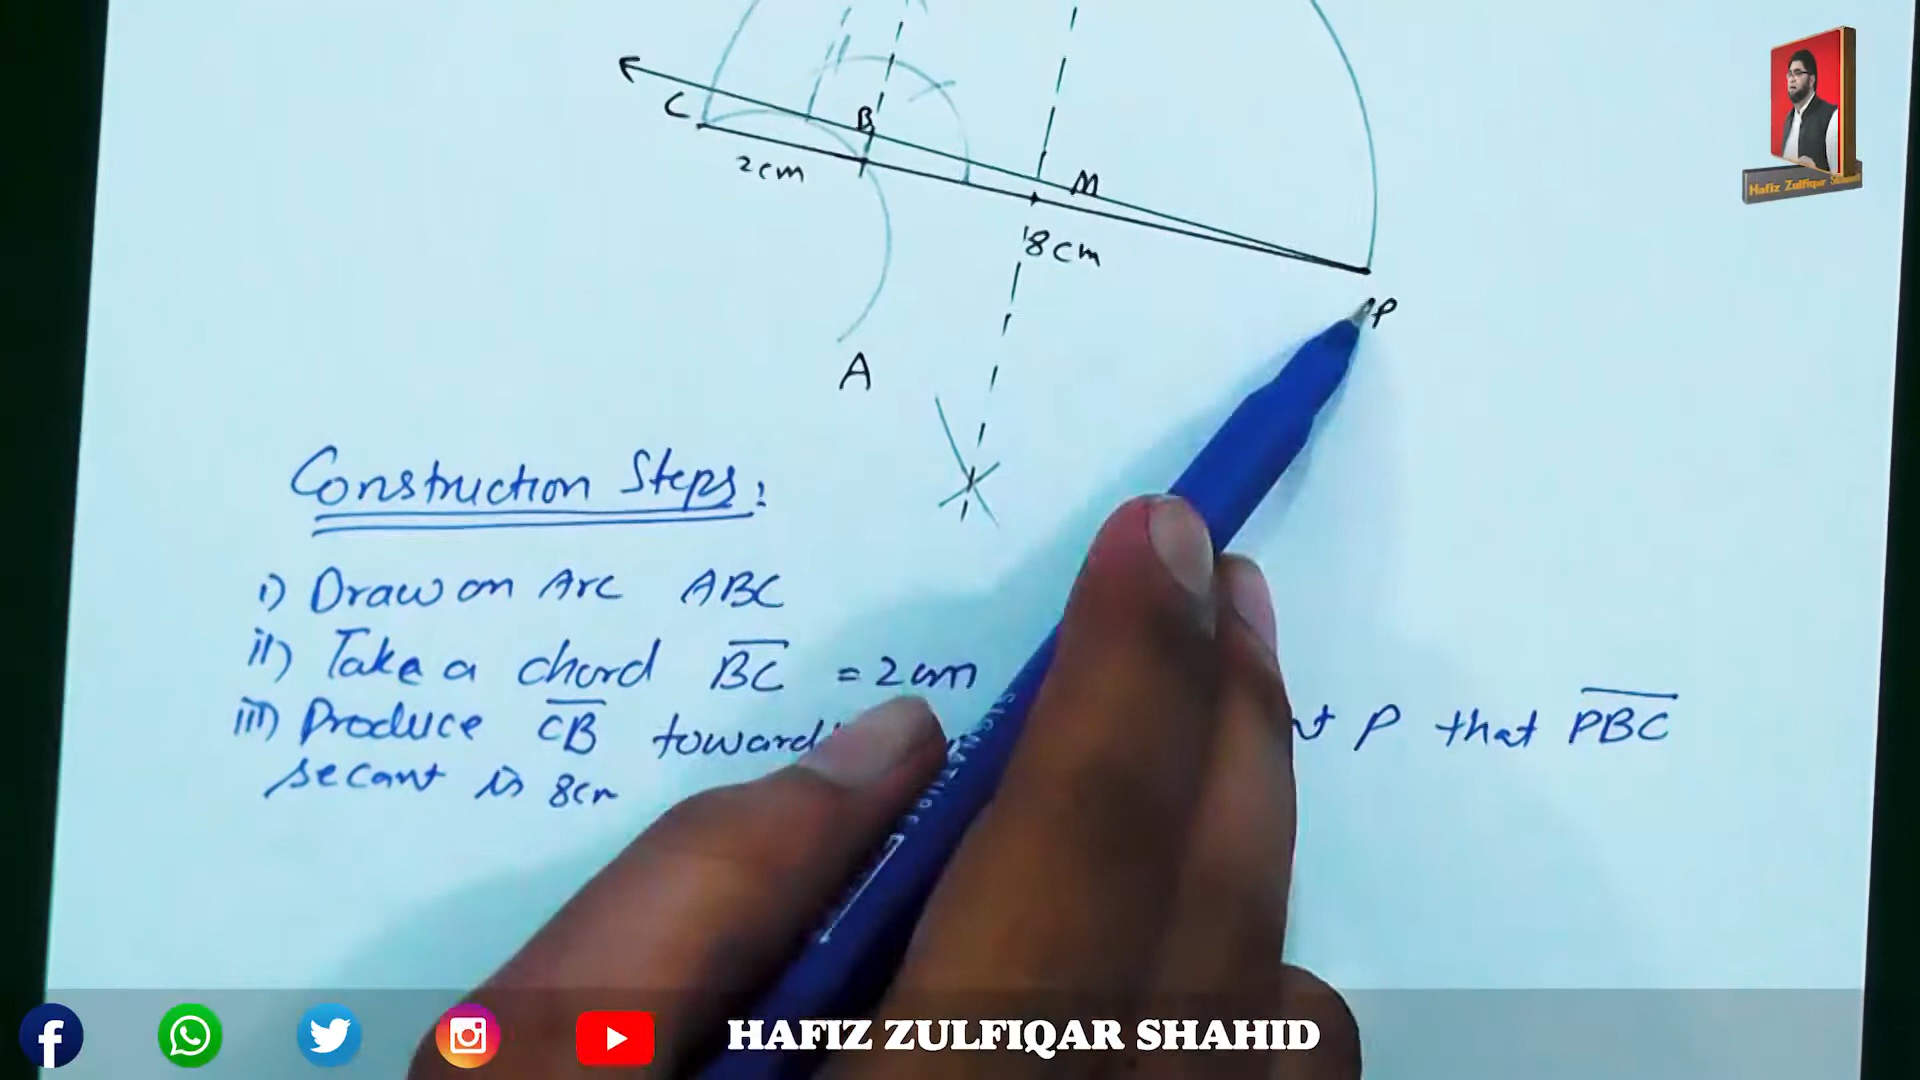 C
B
2cm
M
8cm
P
A
Construction Steps:
i) Draw an Arc ABC
ii) Take a chord BC = 2cm
iii) Produce CB toward P that PBC
secant is 8cm
Hafiz Zulfiqar
HAFIZ ZULFIQAR SHAHID